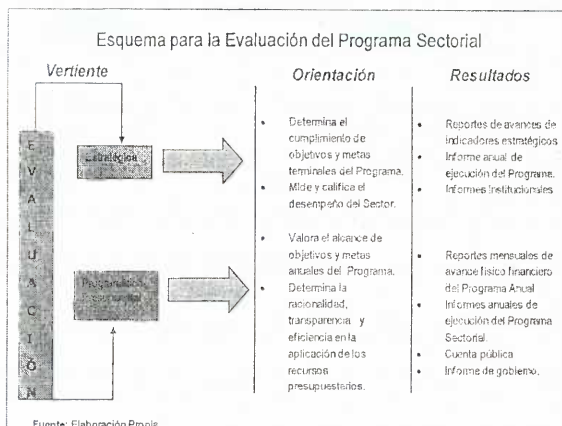 Esquema para la Evaluación del Programa Sectorial
Vertiente
Orientación
Resultados
EVALUACIÓN
Estratégica
• Determina el
cumplimiento de
objetivos y metas
terminales del Programa.
• Mide y califica el
desempeño del Sector.
• Reportes de avances de
indicadores estratégicos
• Informe anual de
ejecución del Programa.
• Informes Institucionales
• Valora el alcance de
objetivos y metas
anuales del Programa.
• Determina la
racionalidad,
transparencia y
eficiencia en la
aplicación de los
recursos
presupuestarios.
• Reportes mensuales de
avance físico financiero
del Programa Anual
• Informes anuales de
ejecución del Programa
Sectorial.
• Cuenta pública
• Informe de gobierno.
Fuente: Elaboración Propia